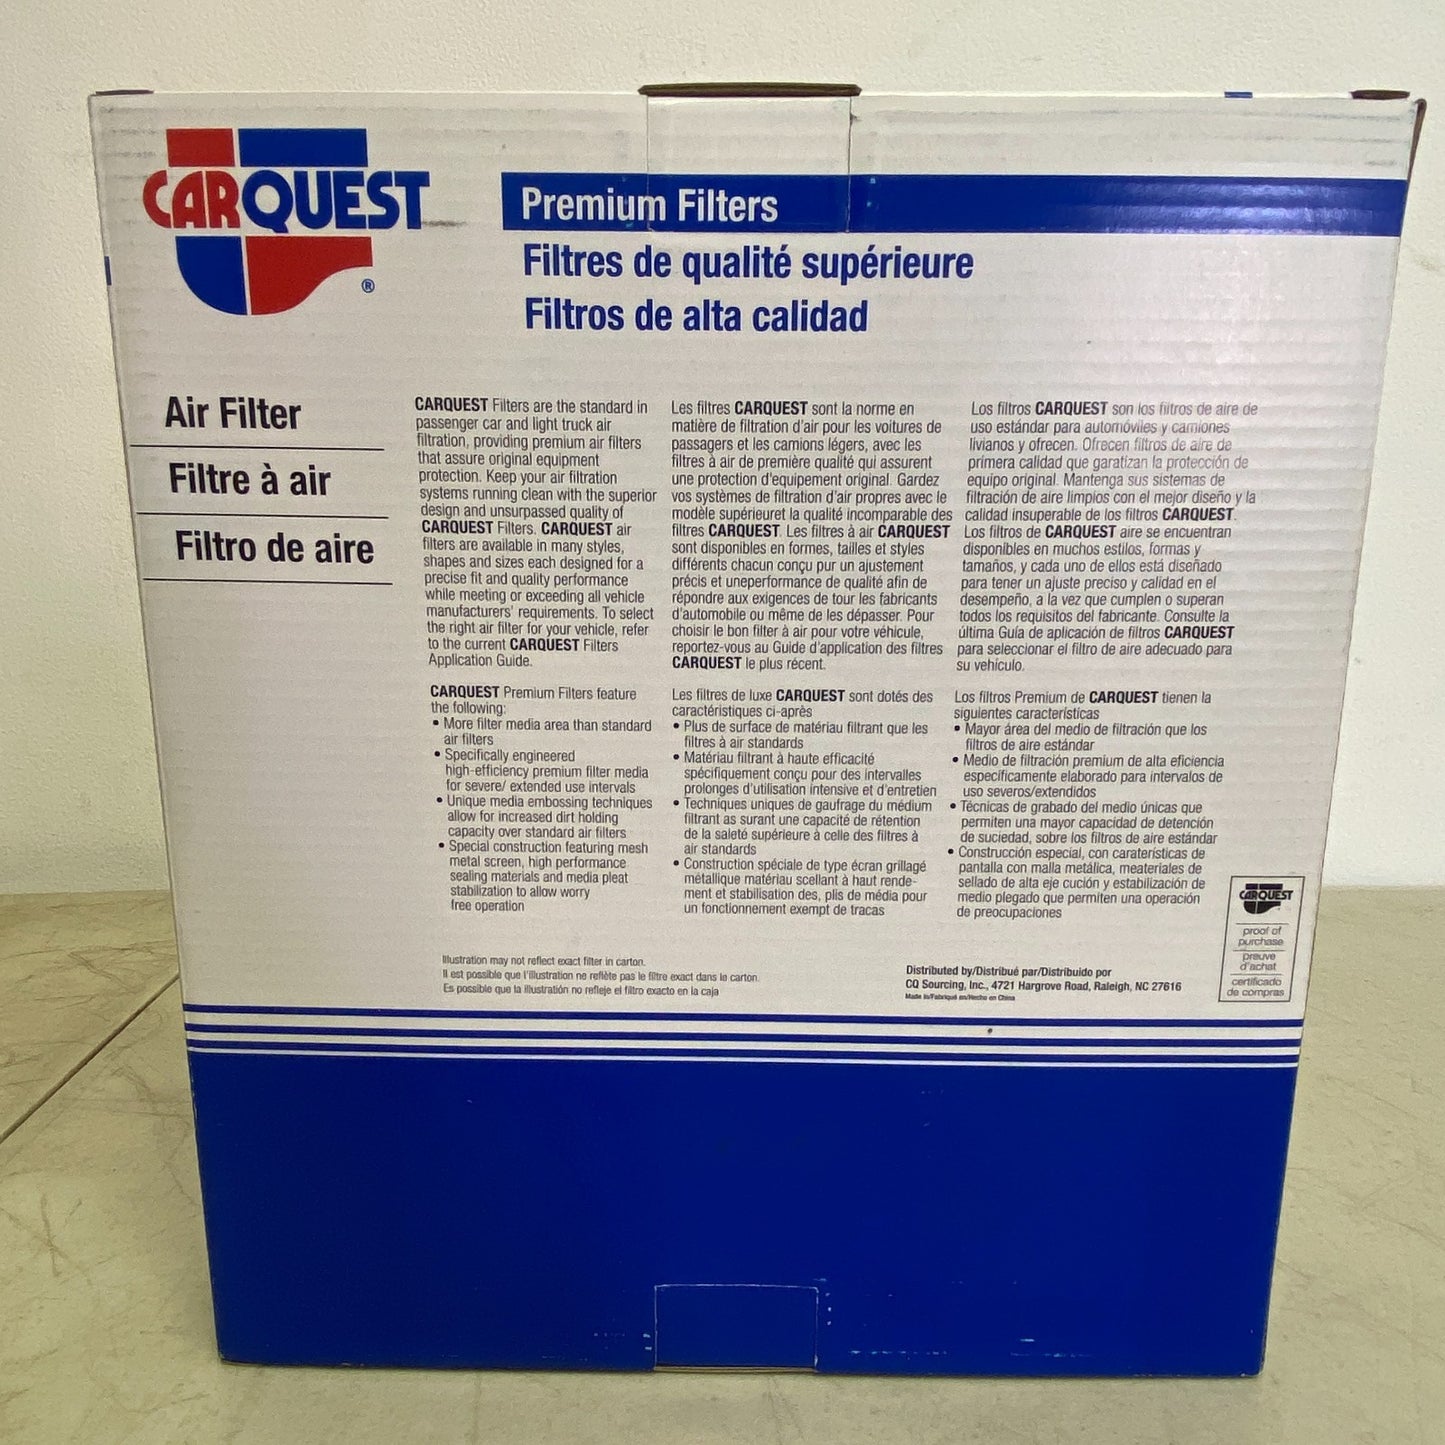 CARQUEST
®
Premium Filters
Filtres de qualité supérieure
Filtros de alta calidad
Air Filter
Filtre à air
Filtro de aire
CARQUEST Filters are the standard in
passenger car and light truck air
filtration, providing premium air filters
that assure original equipment
protection. Keep your air filtration
systems running clean with the superior
design and unsurpassed quality of
CARQUEST Filters. CARQUEST air
filters are available in many styles,
shapes and sizes each designed for a
precise fit and quality performance
while meeting or exceeding all vehicle
manufacturers' requirements. To select
the right air filter for your vehicle, refer
to the current CARQUEST Filters
Application Guide.
CARQUEST Premium Filters feature
the following:
• More filter media area than standard
air filters
• Specifically engineered
high-efficiency premium filter media
for severe/ extended use intervals
• Unique media embossing techniques
allow for increased dirt holding
capacity over standard air filters
• Special construction featuring mesh
metal screen, high performance
sealing materials and media pleat
stabilization to allow worry
free operation
Les filtres CARQUEST sont la norme en
matière de filtration d'air pour les voitures de
passagers et les camions légers, avec les
filtres à air de première qualité qui assurent
une protection d'equipement original. Gardez
vos systèmes de filtration d'air propres avec le
modèle supérieuret la qualité incomparable des
filtres CARQUEST. Les filtres à air CARQUEST
sont disponibles en formes, tailles et styles
différents chacun conçu pur un ajustement
précis et uneperformance de qualité afin de
répondre aux exigences de tour les fabricants
d'automobile ou même de les dépasser. Pour
choisir le bon filter à air pour votre véhicule,
reportez-vous au Guide d'application des filtres
CARQUEST le plus récent.
Les filtres de luxe CARQUEST sont dotés des
caractéristiques ci-après
• Plus de surface de matériau filtrant que les
filtres à air standards
• Matériau filtrant à haute efficacité
spécifiquement conçu pour des intervalles
prolonges d'utilisation intensive et d'entretien
• Techniques uniques de gaufrage du médium
filtrant as surant une capacité de rétention
de la saleté supérieure à celle des filtres à
air standards
• Construction spéciale de type écran grillagé
métallique matériau scellant à haut rende-
ment et stabilisation des, plis de média pour
un fonctionnement exempt de tracas
Los filtros CARQUEST son los filtros de aire de
uso estándar para automóviles y camiones
livianos y ofrecen. Ofrecen filtros de aire de
primera calidad que garatizan la protección de
equipo original. Mantenga sus sistemas de
filtración de aire limpios con el mejor diseño y la
calidad insuperable de los filtros CARQUEST.
Los filtros de CARQUEST aire se encuentran
disponibles en muchos estilos, formas y
tamaños, y cada uno de ellos está diseñado
para tener un ajuste preciso y calidad en el
desempeño, a la vez que cumplen o superan
todos los requisitos del fabricante. Consulte la
última Guía de aplicación de filtros CARQUEST
para seleccionar el filtro de aire adecuado para
su vehículo.
Los filtros Premium de CARQUEST tienen la
siguientes características
• Mayor área del medio de filtración que los
filtros de aire estándar
• Medio de filtración premium de alta eficiencia
específicamente elaborado para intervalos de
uso severos/extendidos
• Técnicas de grabado del medio únicas que
permiten una mayor capacidad de detención
de suciedad, sobre los filtros de aire estándar
• Construcción especial, con caraterísticas de
pantalla con malla metálica, meateriales de
sellado de alta eje cución y estabilización de
medio plegado que permiten una operación
de preocupaciones
Illustration may not reflect exact filter in carton.
Il est possible que l'illustration ne reflète pas le filtre exact dans le carton.
Es possible que la illustratión no refleje el filtro exacto en la caja
Distributed by/Distribué par/Distribuido por
CQ Sourcing, Inc., 4721 Hargrove Road, Raleigh, NC 27616
Made in/Fabriqué en/Hecho en China
CARQUEST
proof of
purchase
preuve
d'achat
certificado
de compras